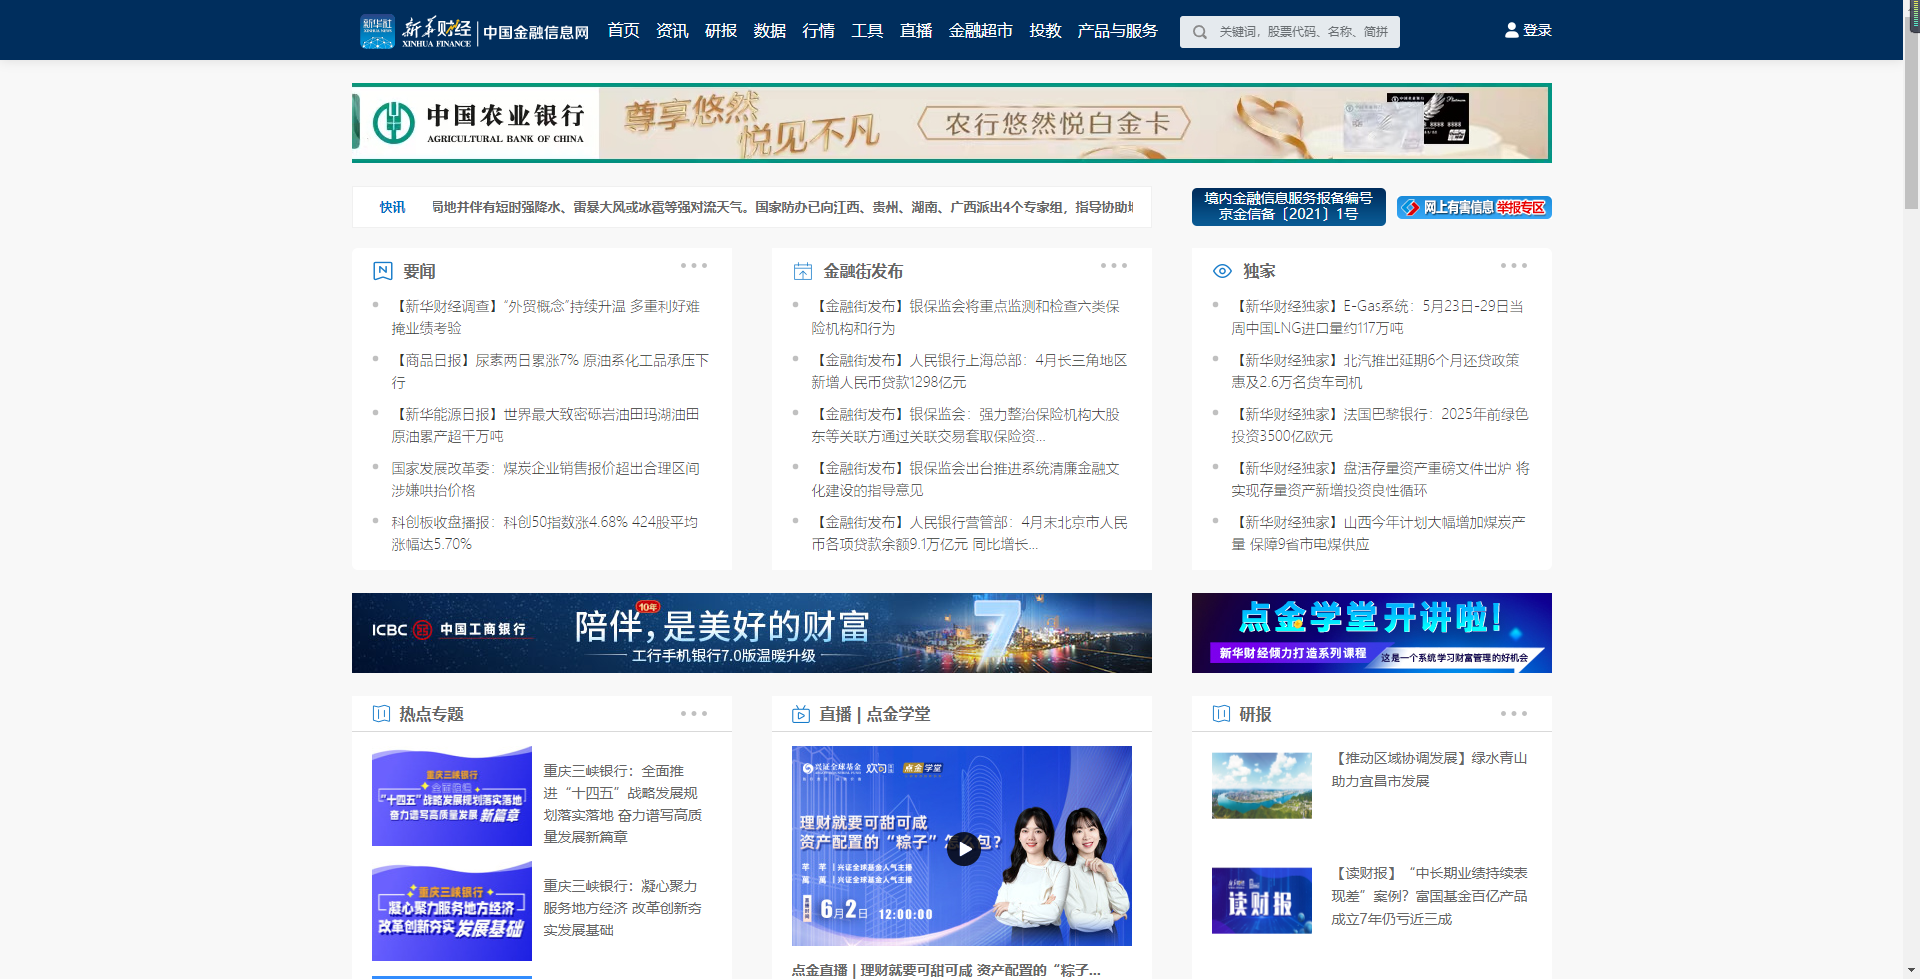 新华社
XINHUA NEWS
新华财经
XINHUA FINANCE
中国金融信息网
首页 资讯 研报 数据 行情 工具 直播 金融超市 投教 产品与服务
关键词，股票代码、名称、简拼
登录
中国农业银行
AGRICULTURAL BANK OF CHINA
尊享悠然
悦见不凡
农行悠然悦白金卡
快讯
局地并伴有短时强降水、雷暴大风或冰雹等强对流天气。国家防办已向江西、贵州、湖南、广西派出4个专家组，指导协助地
境内金融信息服务报备编号
京金信备〔2021〕1号
网上有害信息举报专区
要闻
【新华财经调查】“外贸概念”持续升温 多重利好难
掩业绩考验
【商品日报】尿素两日累涨7% 原油系化工品承压下
行
【新华能源日报】世界最大致密砾岩油田玛湖油田
原油累产超千万吨
国家发展改革委：煤炭企业销售报价超出合理区间
涉嫌哄抬价格
科创板收盘播报：科创50指数涨4.68% 424股平均
涨幅达5.70%
金融街发布
【金融街发布】银保监会将重点监测和检查六类保
险机构和行为
【金融街发布】人民银行上海总部：4月长三角地区
新增人民币贷款1298亿元
【金融街发布】银保监会：强力整治保险机构大股
东等关联方通过关联交易套取保险资...
【金融街发布】银保监会出台推进系统清廉金融文
化建设的指导意见
【金融街发布】人民银行营管部：4月末北京市人民
币各项贷款余额9.1万亿元 同比增长...
独家
【新华财经独家】E-Gas系统：5月23日-29日当
周中国LNG进口量约117万吨
【新华财经独家】北汽推出延期6个月还贷政策
惠及2.6万名货车司机
【新华财经独家】法国巴黎银行：2025年前绿色
投资3500亿欧元
【新华财经独家】盘活存量资产重磅文件出炉 将
实现存量资产新增投资良性循环
【新华财经独家】山西今年计划大幅增加煤炭产
量 保障9省市电煤供应
ICBC 中国工商银行
10年
陪伴，是美好的财富
工行手机银行7.0版温暖升级
7
点金学堂开讲啦！
新华财经倾力打造系列课程
这是一个系统学习财富管理的好机会
热点专题
重庆三峡银行
全面推进
“十四五”战略发展规划落实落地
奋力谱写高质量发展 新篇章
重庆三峡银行：全面推
进“十四五”战略发展规
划落实落地 奋力谱写高质
量发展新篇章
重庆三峡银行
凝心聚力服务地方经济
改革创新夯实发展基础
重庆三峡银行：凝心聚力
服务地方经济 改革创新夯
实发展基础
直播 | 点金学堂
兴证全球基金
点金学堂
理财就要可甜可咸
资产配置的“粽子”怎么包？
芊芊 | 兴证全球基金人气主播
萬萬 | 兴证全球基金人气主播
6月2日 12:00:00
点金直播 | 理财就要可甜可咸 资产配置的“粽子...
研报
【推动区域协调发展】绿水青山
助力宜昌市发展
读财报
【读财报】“中长期业绩持续表
现差”案例？富国基金百亿产品
成立7年仍亏近三成